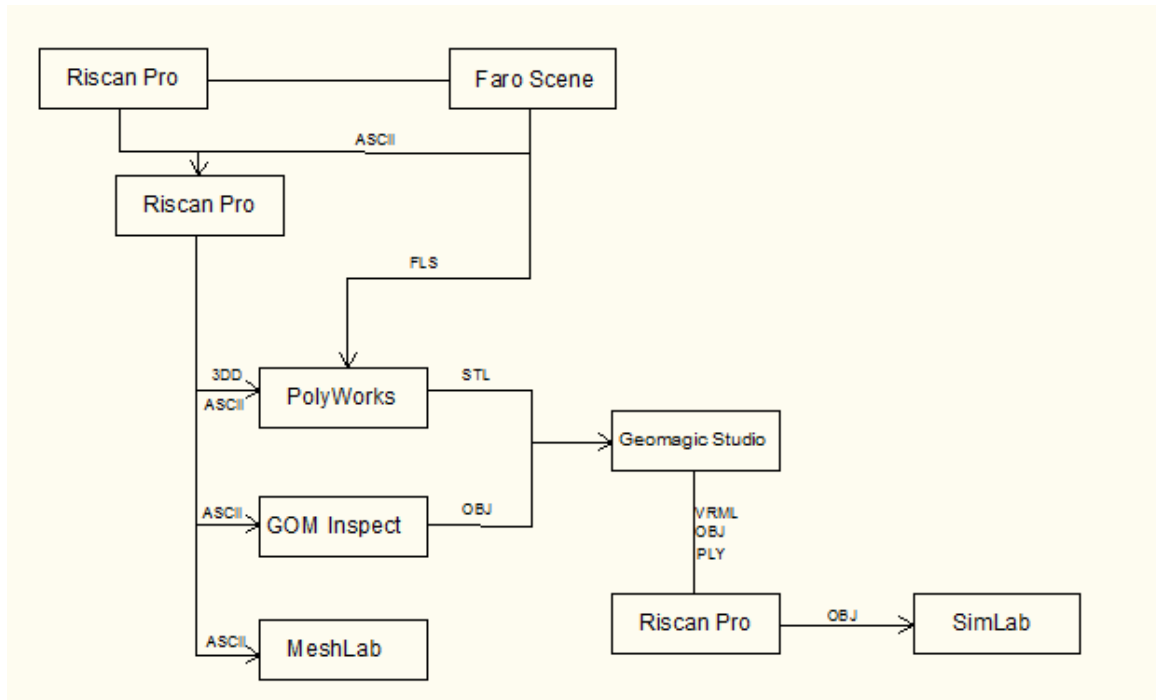 Riscan Pro
Faro Scene
ASCII
Riscan Pro
FLS
3DD
ASCII
PolyWorks
STL
Geomagic Studio
ASCII
GOM Inspect
OBJ
VRML
OBJ
PLY
Riscan Pro
OBJ
SimLab
ASCII
MeshLab